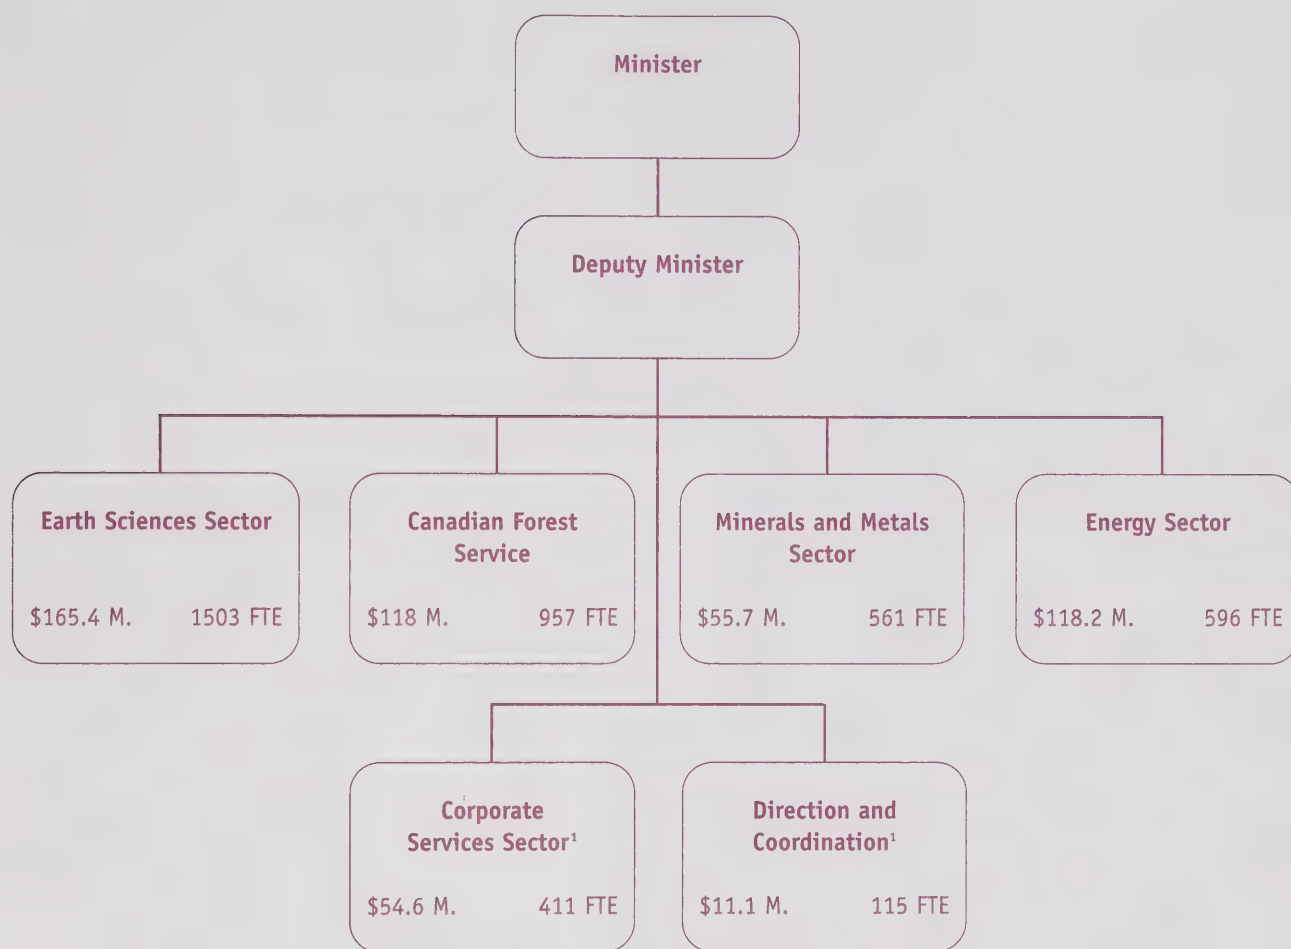 Minister
Deputy Minister
Earth Sciences Sector
$165.4 M. 1503 FTE
Canadian Forest
Service
$118 M. 957 FTE
Minerals and Metals
Sector
$55.7 M. 561 FTE
Energy Sector
$118.2 M. 596 FTE
Corporate
Services Sector¹
$54.6 M. 411 FTE
Direction and
Coordination¹
$11.1 M. 115 FTE